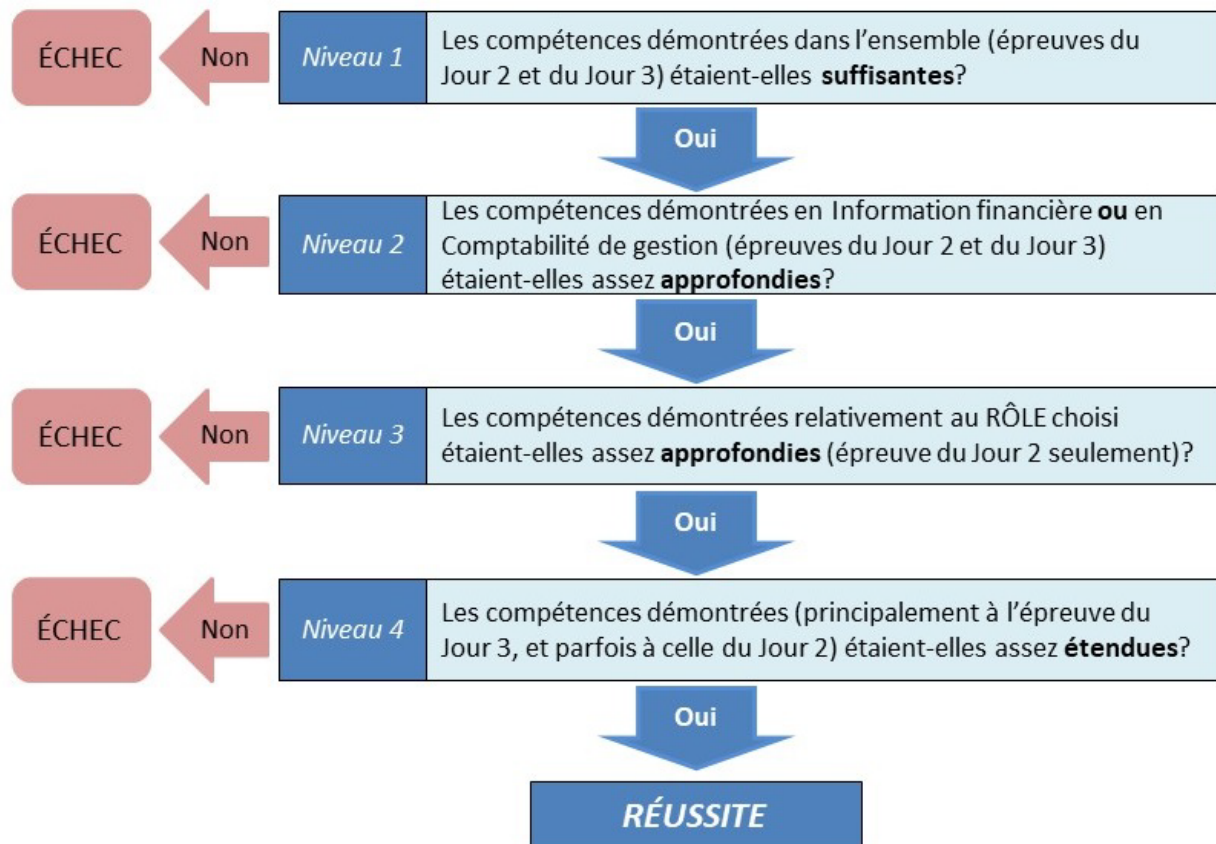 ÉCHEC
Non
Niveau 1
Les compétences démontrées dans l'ensemble (épreuves du
Jour 2 et du Jour 3) étaient-elles suffisantes?
Oui
ÉCHEC
Non
Niveau 2
Les compétences démontrées en Information financière ou en
Comptabilité de gestion (épreuves du Jour 2 et du Jour 3)
étaient-elles assez approfondies?
Oui
ÉCHEC
Non
Niveau 3
Les compétences démontrées relativement au RÔLE choisi
étaient-elles assez approfondies (épreuve du Jour 2 seulement)?
Oui
ÉCHEC
Non
Niveau 4
Les compétences démontrées (principalement à l'épreuve du
Jour 3, et parfois à celle du Jour 2) étaient-elles assez étendues?
Oui
RÉUSSITE